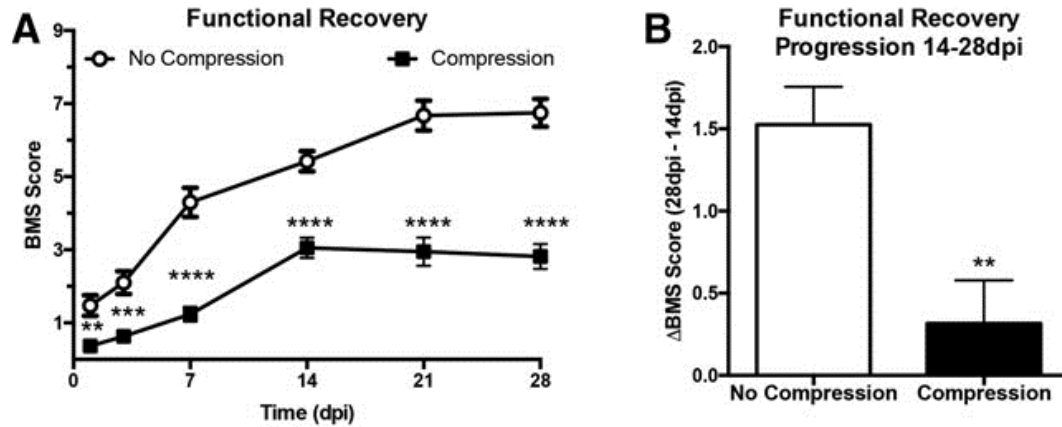 A
Functional Recovery
No Compression
Compression
BMS Score
9
7
5
3
1
**
***
****
****
****
****
0
7
14
21
28
Time (dpi)
B
Functional Recovery
Progression 14-28dpi
ΔBMS Score (28dpi - 14dpi)
2.0
1.5
1.0
0.5
0.0
**
No Compression
Compression